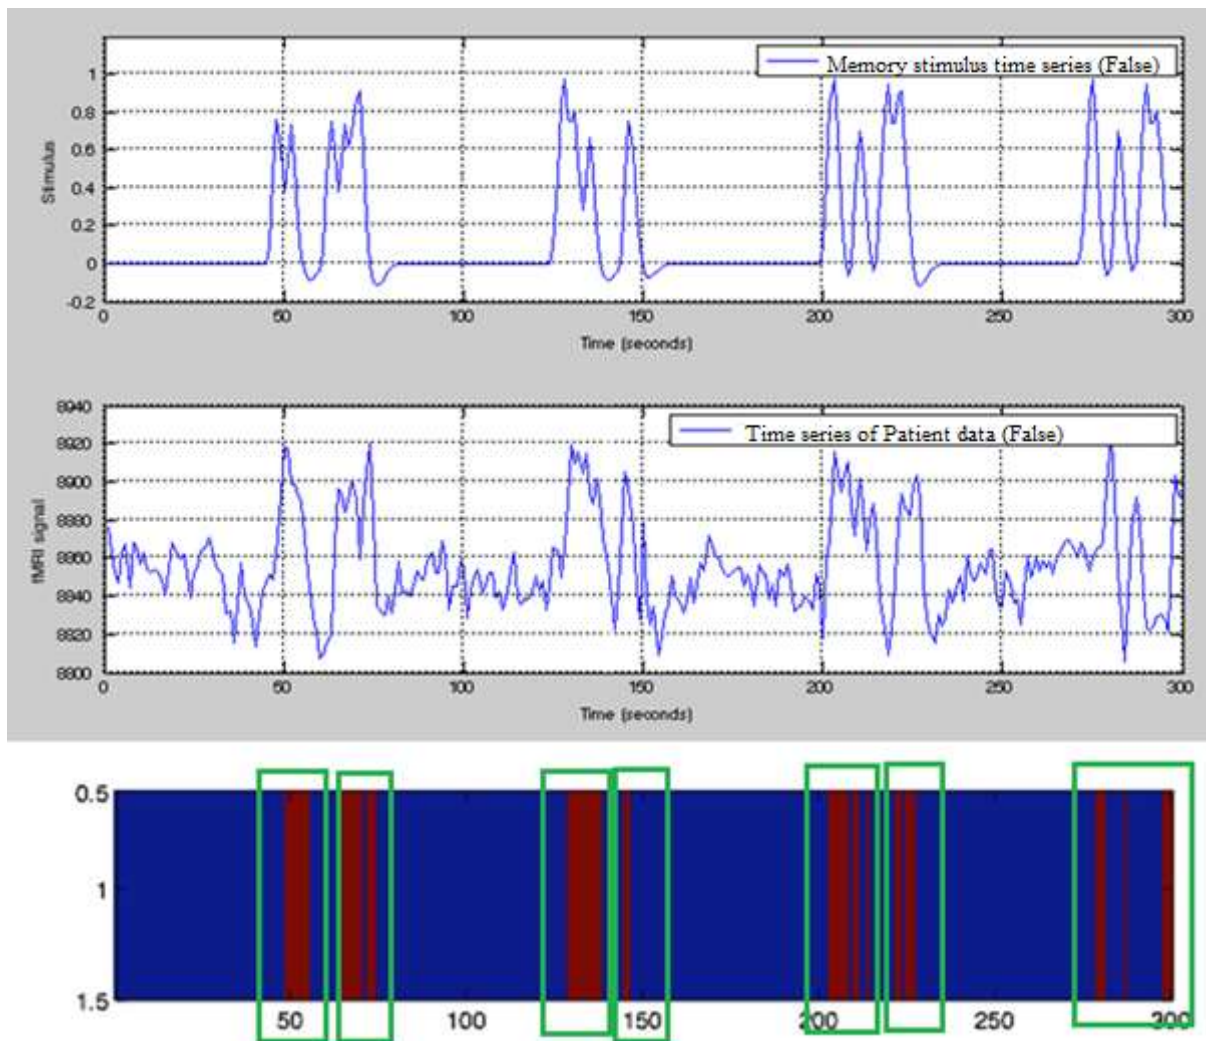 Memory stimulus time series (False)
1
0.8
0.6
0.4
0.2
0
-0.2
Stimulus
0 50 100 150 200 250 300
Time (seconds)
Time series of Patient data (False)
8940
8920
8900
8880
8860
8840
8820
8800
fMRI signal
0 50 100 150 200 250 300
Time (seconds)
0.5
1
1.5
50 100 150 200 250 300